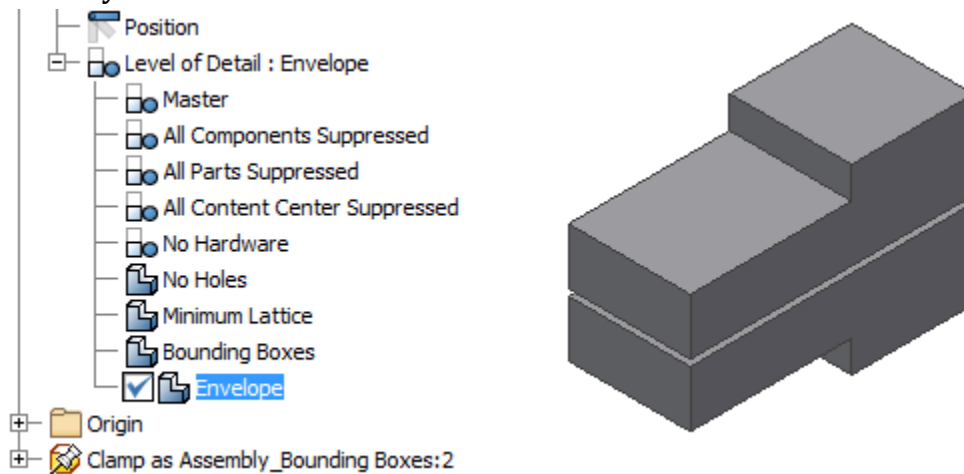 Position
Level of Detail : Envelope
Master
All Components Suppressed
All Parts Suppressed
All Content Center Suppressed
No Hardware
No Holes
Minimum Lattice
Bounding Boxes
Envelope
Origin
Clamp as Assembly_Bounding Boxes:2